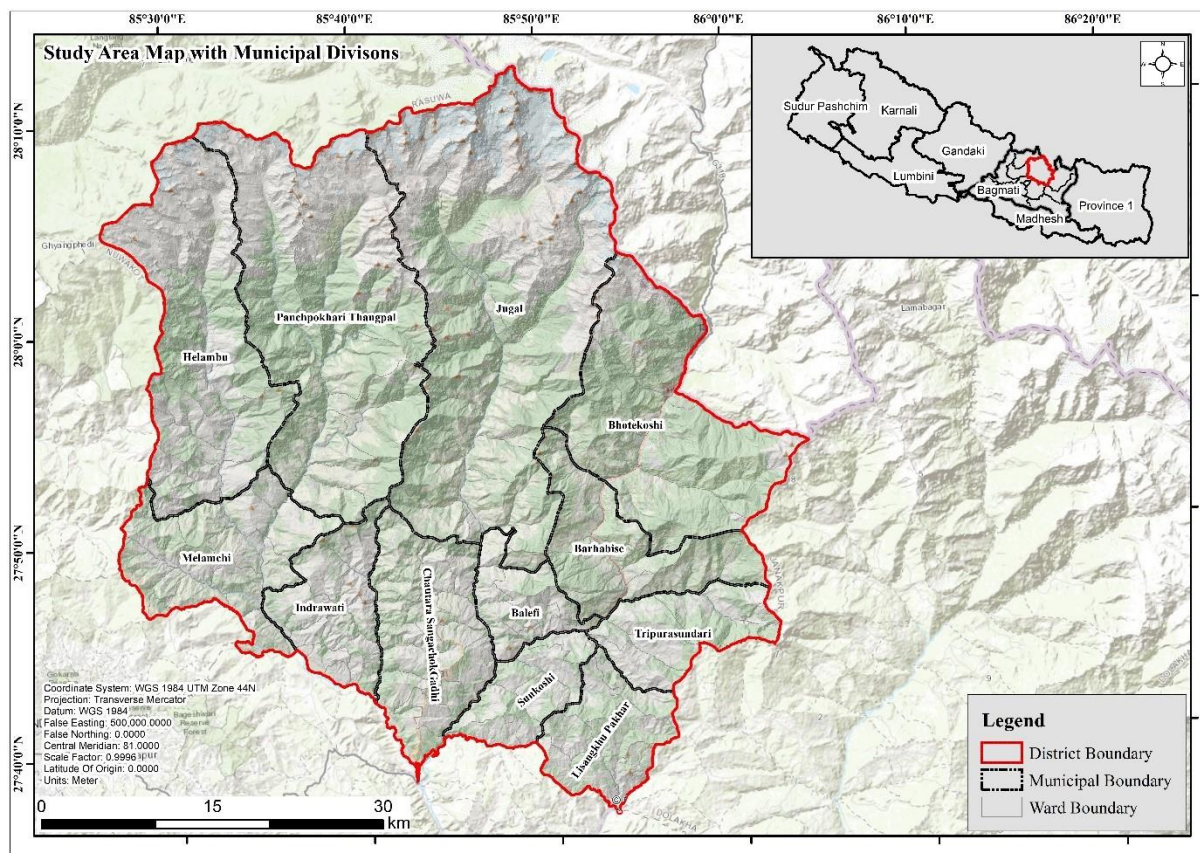 85°30'0"E
85°40'0"E
85°50'0"E
86°0'0"E
86°10'0"E
86°20'0"E
Study Area Map with Municipal Divisons
28°10'0"N
28°0'0"N
27°50'0"N
27°40'0"N
RASUWA
Ghyangphedi
Lamabagar
Helambu
Panchpokhari Thangpal
Jugal
Bhotekoshi
Melamchi
Indrawati
Chautara SangachokGadhi
Balefi
Barhabise
Tripurasundari
Sunkoshi
Lisangkhu Pakhar
JANAKPUR
DOLAKHA
Sudur Pashchim
Karnali
Gandaki
Lumbini
Bagmati
Madhesh
Province 1
Coordinate System: WGS 1984 UTM Zone 44N
Projection: Transverse Mercator
Datum: WGS 1984
False Easting: 500,000.0000
False Northing: 0.0000
Central Meridian: 81.0000
Scale Factor: 0.9996
Latitude Of Origin: 0.0000
Units: Meter
0
15
30
km
Legend
District Boundary
Municipal Boundary
Ward Boundary